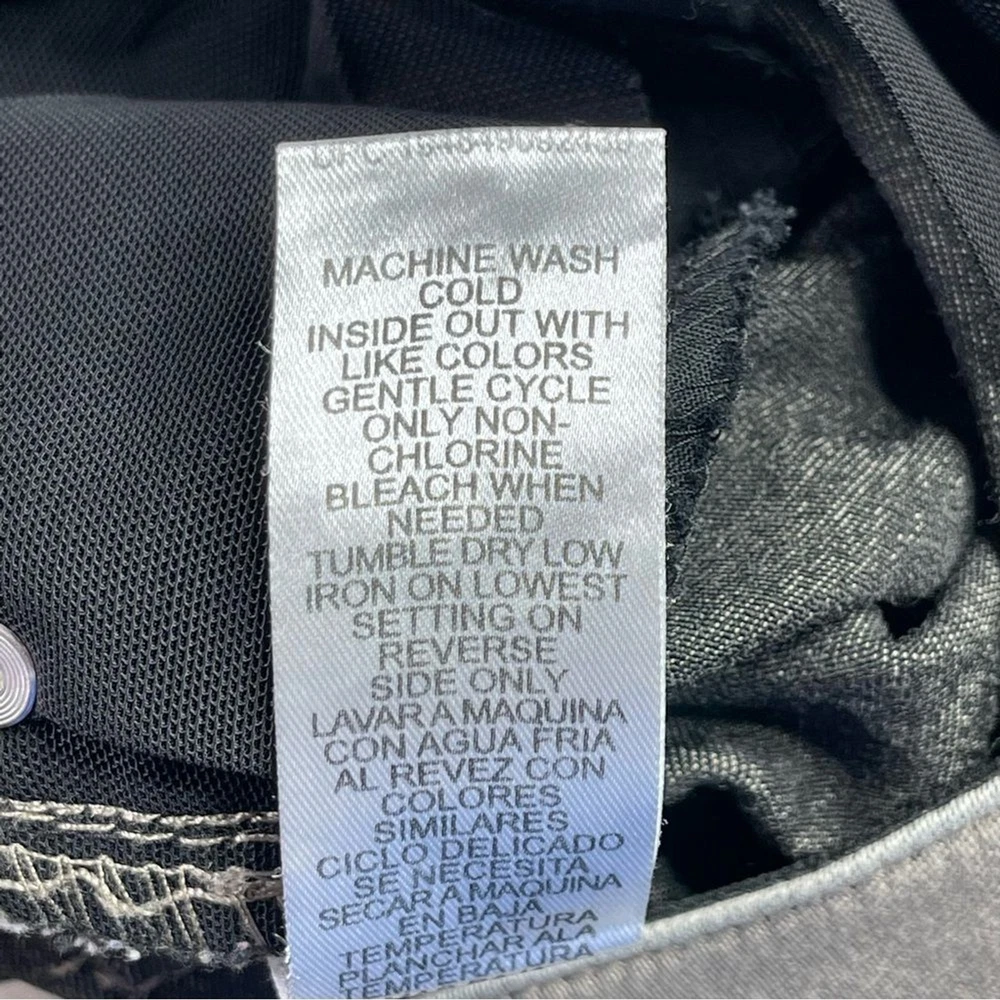 MACHINE WASH
COLD
INSIDE OUT WITH
LIKE COLORS
GENTLE CYCLE
ONLY NON-
CHLORINE
BLEACH WHEN
NEEDED
TUMBLE DRY LOW
IRON ON LOWEST
SETTING ON
REVERSE
SIDE ONLY
LAVAR A MAQUINA
CON AGUA FRIA
AL REVEZ CON
COLORES
SIMILARES
CICLO DELICADO
SE NECESITA
SECAR A MAQUINA
EN BAJA
TEMPERATURA
PLANCHAR ALA
TEMPERATURA